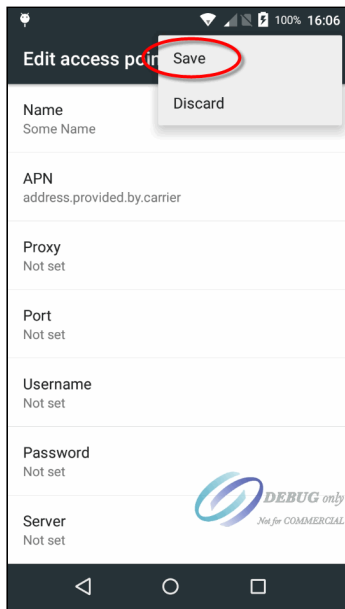 100% 16:06
Edit access poin
Save
Discard
Name
Some Name
APN
address.provided.by.carrier
Proxy
Not set
Port
Not set
Username
Not set
Password
Not set
DEBUG only
Not for COMMERCIAL
Server
Not set